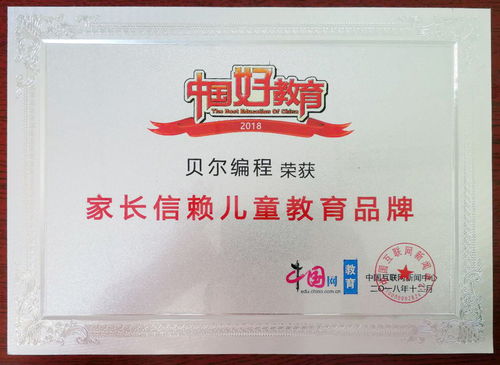 中国好教育
The Best Education Of China
2018
贝尔编程 荣获
家长信赖儿童教育品牌
中国网 教育
edu.china.com.cn
中国互联网新闻中心
二〇一八年十二月